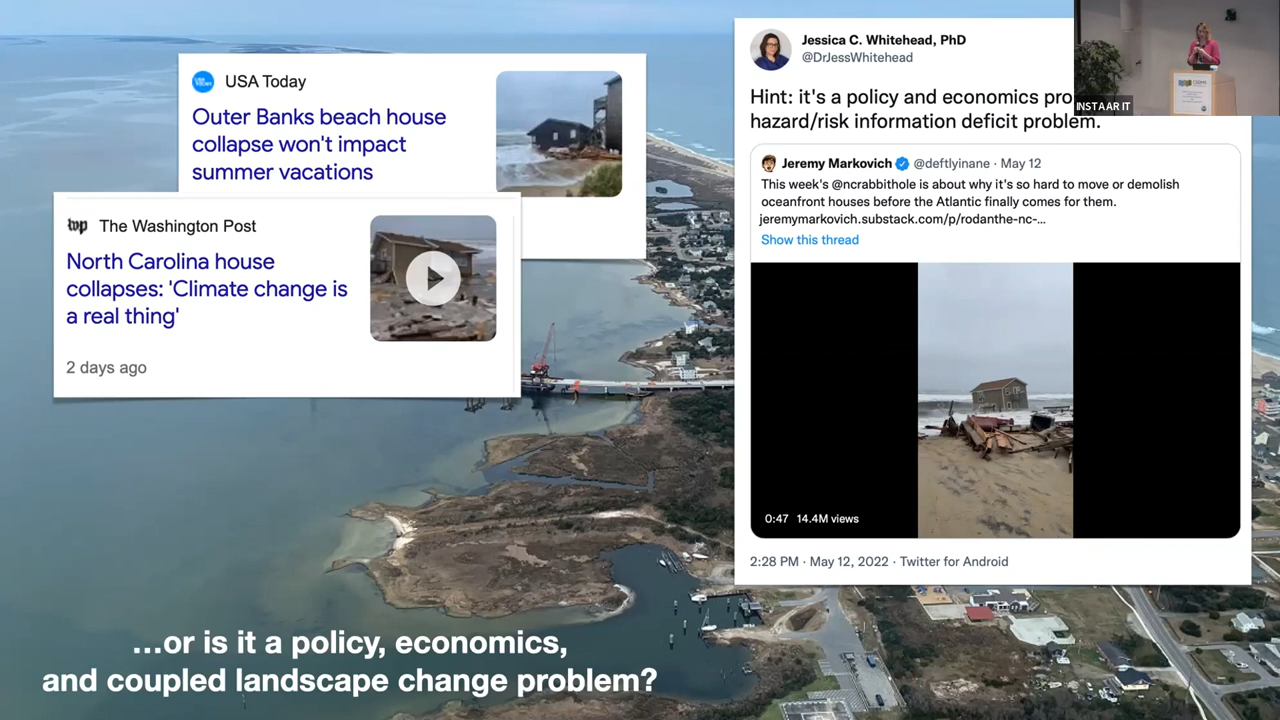 USA Today
Outer Banks beach house
collapse won't impact
summer vacations
The Washington Post
North Carolina house
collapses: 'Climate change is
a real thing'
2 days ago
Jessica C. Whitehead, PhD
@DrJessWhitehead
Hint: it's a policy and economics pro
hazard/risk information deficit problem.
Jeremy Markovich @deftlyinane · May 12
This week's @ncrabbithole is about why it's so hard to move or demolish
oceanfront houses before the Atlantic finally comes for them.
jeremymarkovich.substack.com/p/rodanthe-nc-...
Show this thread
0:47 14.4M views
2:28 PM · May 12, 2022 · Twitter for Android
INSTAAR IT
...or is it a policy, economics,
and coupled landscape change problem?